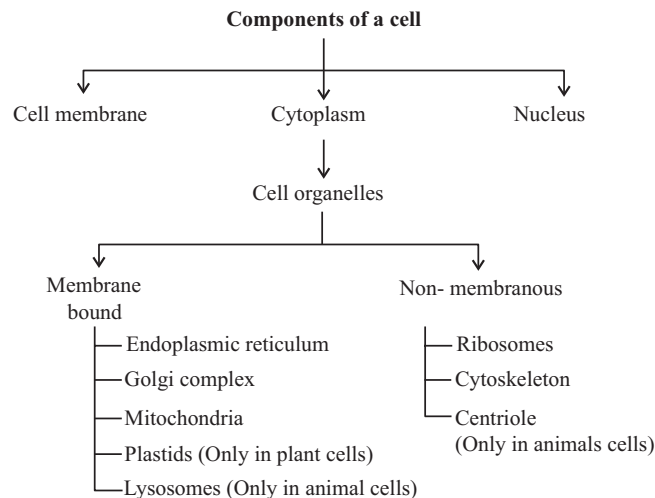 Components of a cell
Cell membrane
Cytoplasm
Nucleus
Cell organelles
Membrane
bound
Endoplasmic reticulum
Golgi complex
Mitochondria
Plastids (Only in plant cells)
Lysosomes (Only in animal cells)
Non- membranous
Ribosomes
Cytoskeleton
Centriole
(Only in animals cells)